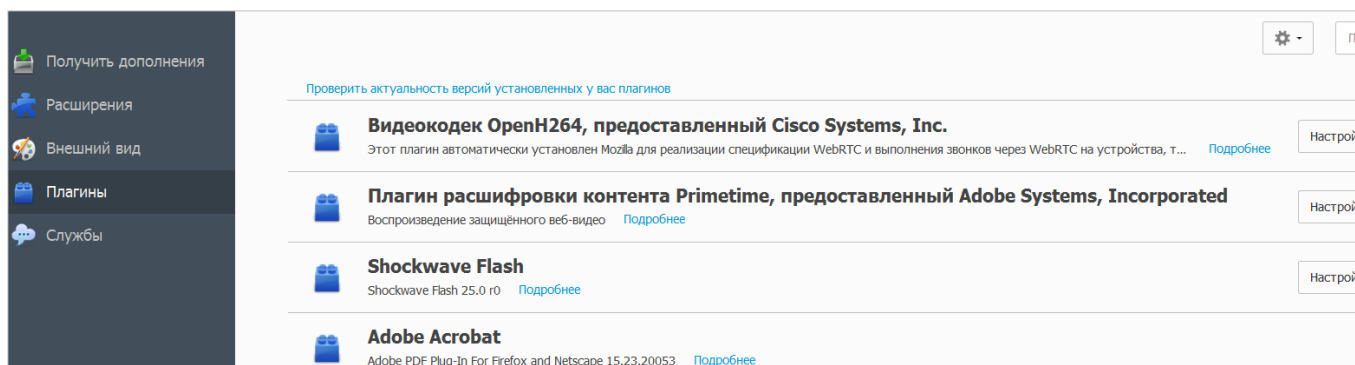 П
Получить дополнения
Расширения
Внешний вид
Плагины
Службы
Проверить актуальность версий установленных у вас плагинов
Видеокодек OpenH264, предоставленный Cisco Systems, Inc.
Этот плагин автоматически установлен Mozilla для реализации спецификации WebRTC и выполнения звонков через WebRTC на устройства, т... Подробнее
Настрой
Плагин расшифровки контента Primetime, предоставленный Adobe Systems, Incorporated
Воспроизведение защищённого веб-видео Подробнее
Настрой
Shockwave Flash
Shockwave Flash 25.0 r0 Подробнее
Настрой
Adobe Acrobat
Adobe PDF Plug-In For Firefox and Netscape 15.23.20053 Подробнее